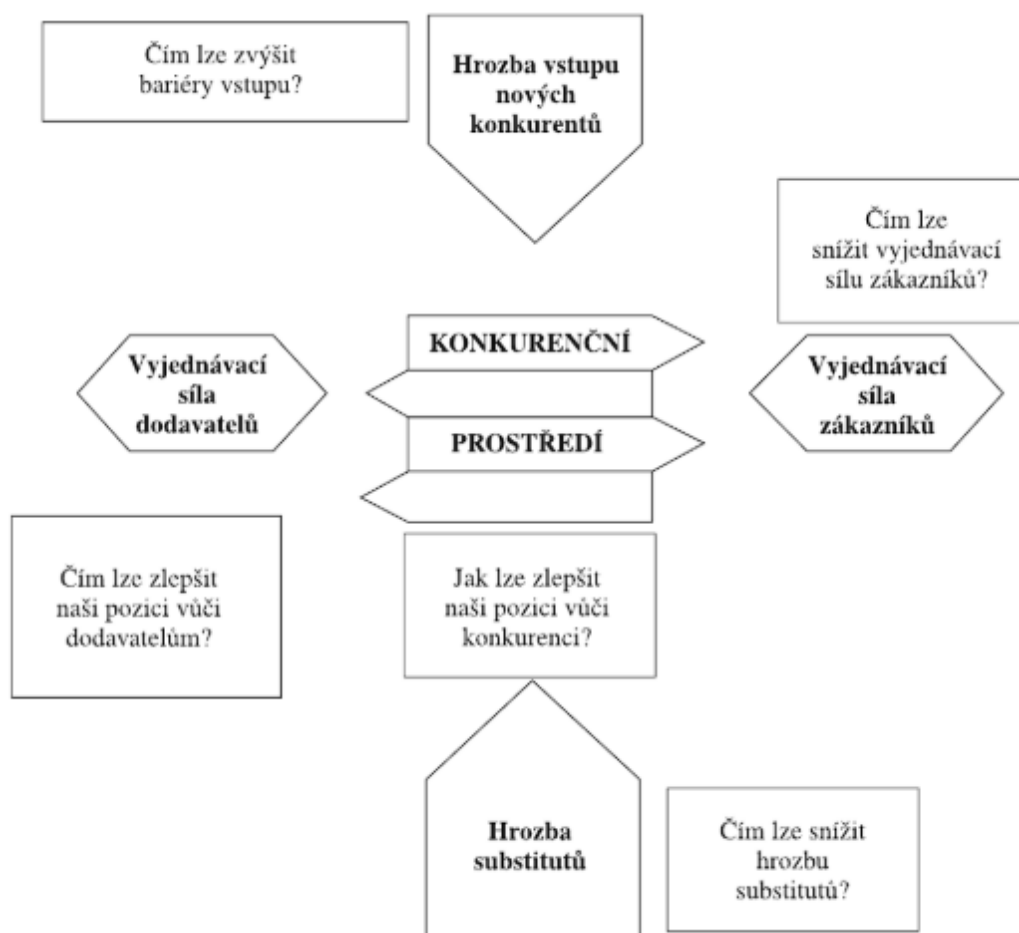 Čím lze zvýšit
bariéry vstupu?
Hrozba vstupu
nových
konkurentů
Čím lze
snížit vyjednávací
sílu zákazníků?
KONKURENČNÍ
Vyjednávací
síla
dodavatelů
Vyjednávací
síla
zákazníků
PROSTŘEDÍ
Čím lze zlepšit
naši pozici vůči
dodavatelům?
Jak lze zlepšit
naši pozici vůči
konkurenci?
Hrozba
substitutů
Čím lze snížit
hrozbu
substitutů?